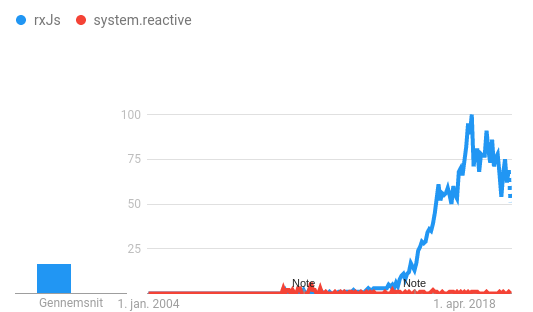 rxJs system.reactive
100
75
50
25
Note Note
Gennemsnit 1. jan. 2004 1. apr. 2018